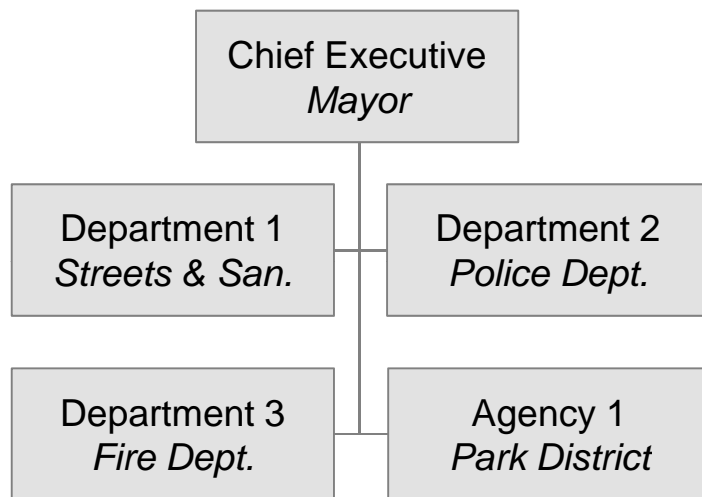 Chief Executive
Mayor
Department 1
Streets & San.
Department 2
Police Dept.
Department 3
Fire Dept.
Agency 1
Park District